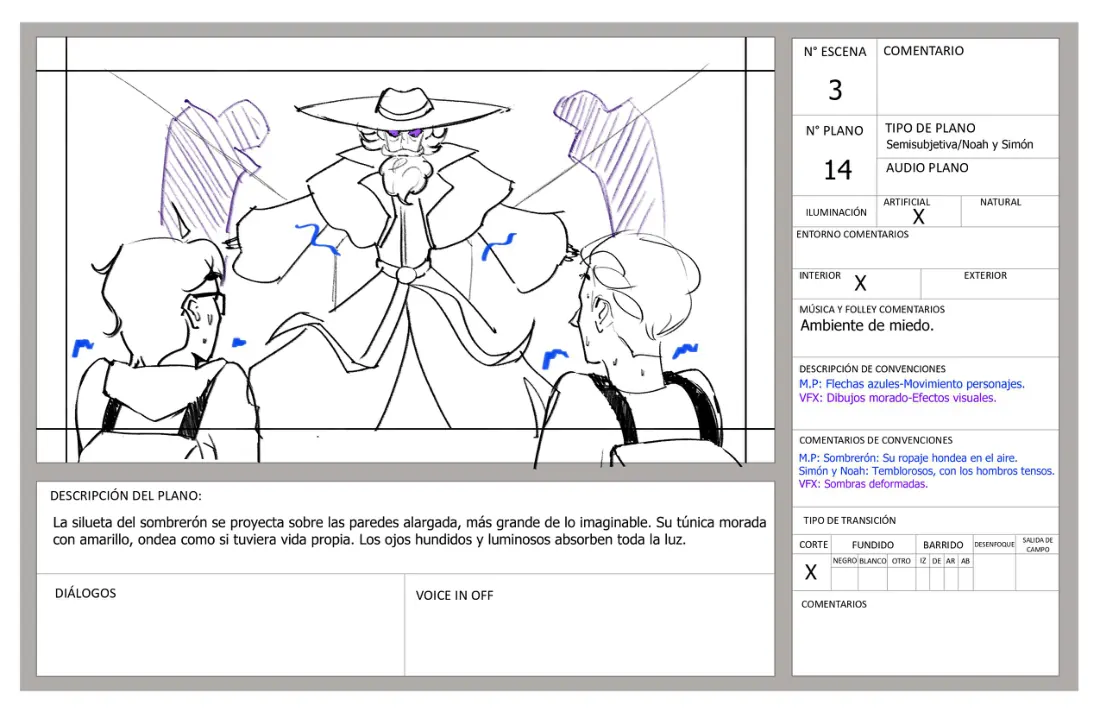 N° ESCENA
3
COMENTARIO
N° PLANO
14
TIPO DE PLANO
Semisubjetiva/Noah y Simón
AUDIO PLANO
ILUMINACIÓN
ARTIFICIAL
X
NATURAL
ENTORNO COMENTARIOS
INTERIOR X
EXTERIOR
MÚSICA Y FOLLEY COMENTARIOS
Ambiente de miedo.
DESCRIPCIÓN DE CONVENCIONES
M.P: Flechas azules-Movimiento personajes.
VFX: Dibujos morado-Efectos visuales.
COMENTARIOS DE CONVENCIONES
M.P: Sombrerón: Su ropaje hondea en el aire.
Simón y Noah: Temblorosos, con los hombros tensos.
VFX: Sombras deformadas.
TIPO DE TRANSICIÓN
CORTE
X
FUNDIDO
NEGRO BLANCO OTRO
BARRIDO
IZ DE AR AB
DESENFOQUE
SALIDA DE
CAMPO
COMENTARIOS
DESCRIPCIÓN DEL PLANO:
La silueta del sombrerón se proyecta sobre las paredes alargada, más grande de lo imaginable. Su túnica morada
con amarillo, ondea como si tuviera vida propia. Los ojos hundidos y luminosos absorben toda la luz.
DIÁLOGOS
VOICE IN OFF